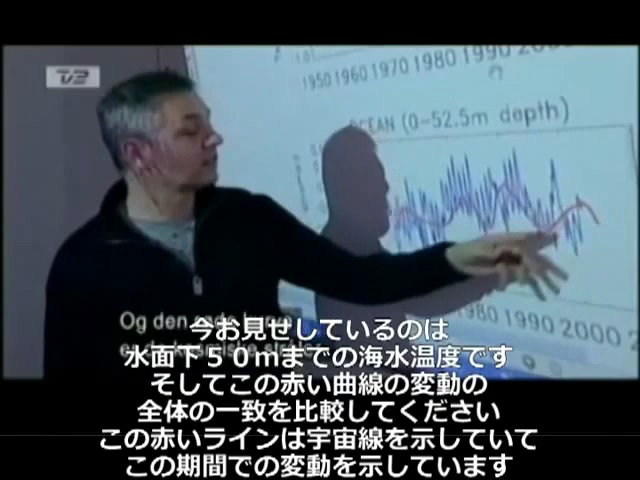 TV2
1950 1960 1970 1980 1990 2000
OCEAN (0-52.5m depth)
1980 1990 2000
Og den
今お見せしているのは
水面下５０ｍまでの海水温度です
そしてこの赤い曲線の変動の
全体の一致を比較してください
この赤いラインは宇宙線を示していて
この期間での変動を示しています